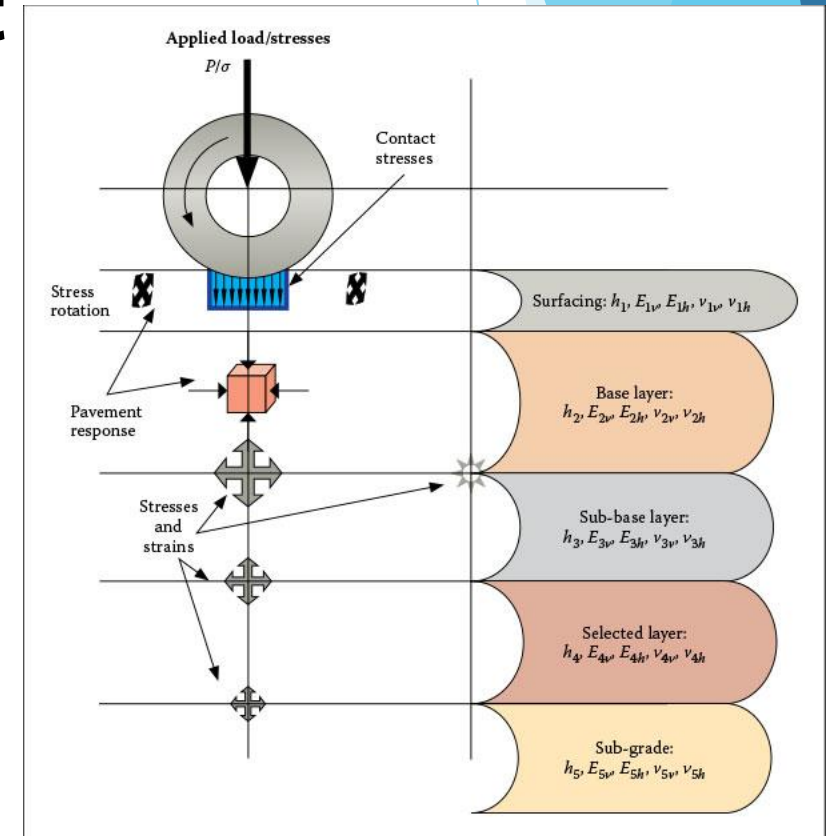 Applied load/stresses
P/σ
Contact
stresses
Stress
rotation
Surfacing: h₁, E₁ᵥ, E₁ₕ, ν₁ᵥ, ν₁ₕ
Base layer:
h₂, E₂ᵥ, E₂ₕ, ν₂ᵥ, ν₂ₕ
Pavement
response
Stresses
and
strains
Sub-base layer:
h₃, E₃ᵥ, E₃ₕ, ν₃ᵥ, ν₃ₕ
Selected layer:
h₄, E₄ᵥ, E₄ₕ, ν₄ᵥ, ν₄ₕ
Sub-grade:
h₅, E₅ᵥ, E₅ₕ, ν₅ᵥ, ν₅ₕ